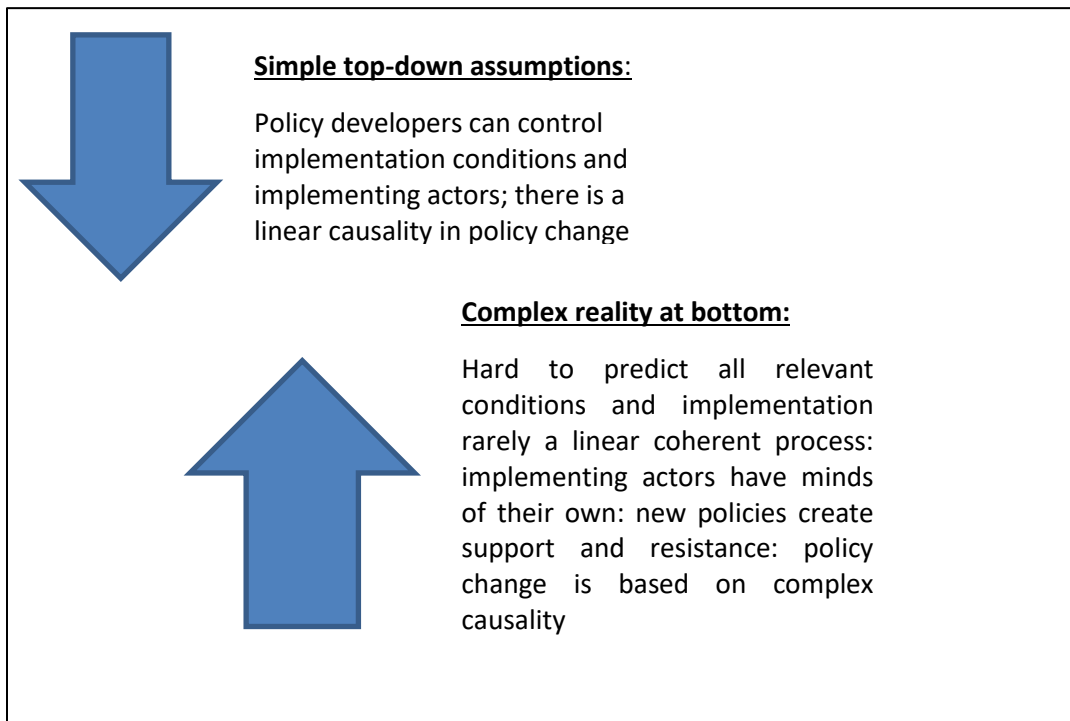 Simple top-down assumptions:
Policy developers can control
implementation conditions and
implementing actors; there is a
linear causality in policy change
Complex reality at bottom:
Hard to predict all relevant
conditions and implementation
rarely a linear coherent process:
implementing actors have minds
of their own: new policies create
support and resistance: policy
change is based on complex
causality